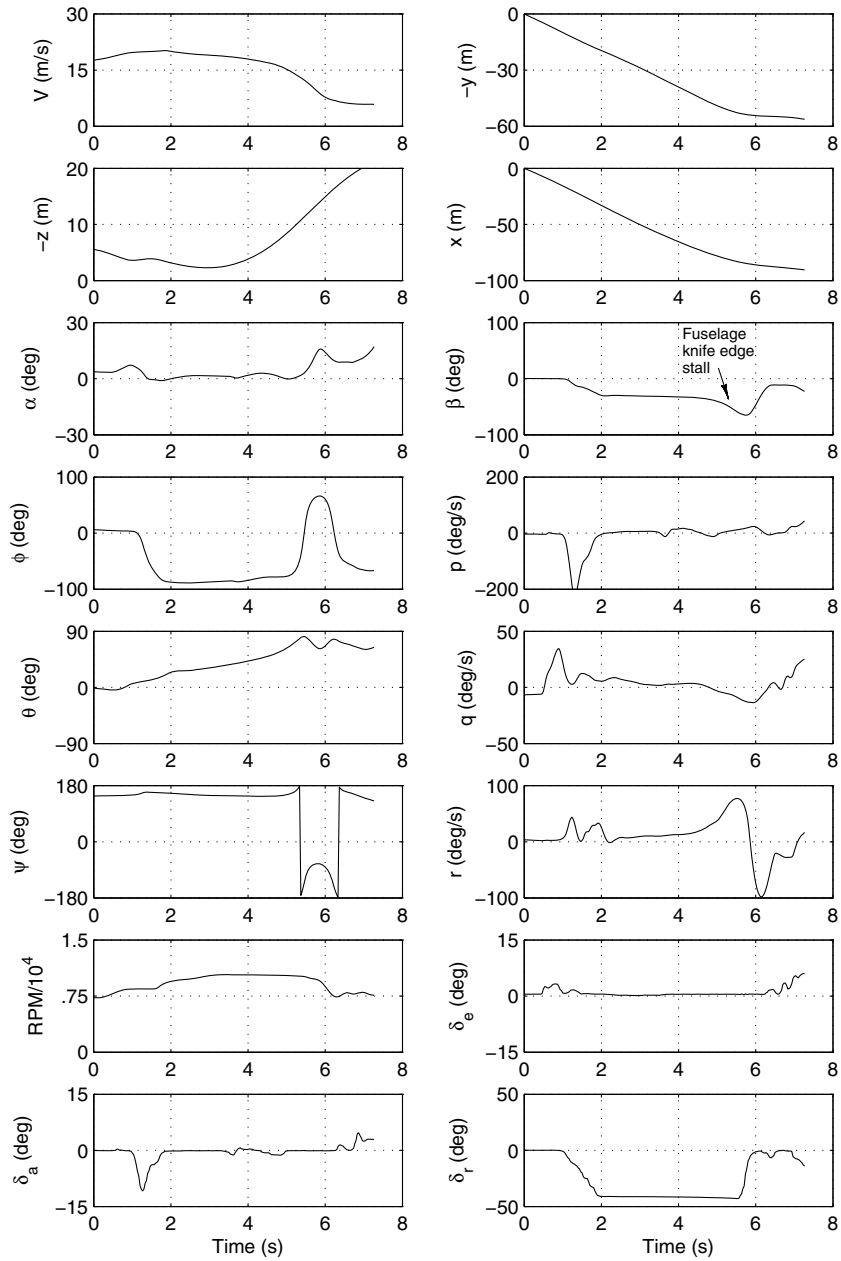 30
15
0
V (m/s)
0 2 4 6 8
0
−30
−60
−y (m)
0 2 4 6 8
20
10
0
−z (m)
0 2 4 6 8
0
−50
−100
x (m)
0 2 4 6 8
30
0
−30
α (deg)
0 2 4 6 8
100
0
−100
β (deg)
Fuselage
knife edge
stall
0 2 4 6 8
100
0
−100
ϕ (deg)
0 2 4 6 8
200
0
−200
p (deg/s)
0 2 4 6 8
90
0
−90
θ (deg)
0 2 4 6 8
50
0
−50
q (deg/s)
0 2 4 6 8
180
0
−180
ψ (deg)
0 2 4 6 8
100
0
−100
r (deg/s)
0 2 4 6 8
1.5
.75
0
RPM/10⁴
0 2 4 6 8
15
0
−15
δe (deg)
0 2 4 6 8
15
0
−15
δa (deg)
0 2 4 6 8
Time (s)
50
0
−50
δr (deg)
0 2 4 6 8
Time (s)